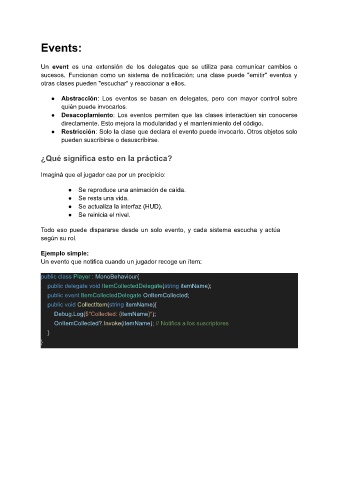 Events:
Un event es una extensión de los delegates que se utiliza para comunicar cambios o
sucesos. Funcionan como un sistema de notificación: una clase puede "emitir" eventos y
otras clases pueden "escuchar" y reaccionar a ellos.
● Abstracción: Los eventos se basan en delegates, pero con mayor control sobre
quién puede invocarlos.
● Desacoplamiento: Los eventos permiten que las clases interactúen sin conocerse
directamente. Esto mejora la modularidad y el mantenimiento del código.
● Restricción: Solo la clase que declara el evento puede invocarlo. Otros objetos solo
pueden suscribirse o desuscribirse.
¿Qué significa esto en la práctica?
Imaginá que el jugador cae por un precipicio:
● Se reproduce una animación de caída.
● Se resta una vida.
● Se actualiza la interfaz (HUD).
● Se reinicia el nivel.
Todo eso puede dispararse desde un solo evento, y cada sistema escucha y actúa
según su rol.
Ejemplo simple:
Un evento que notifica cuando un jugador recoge un ítem:
public class Player : MonoBehaviour{
public delegate void ItemCollectedDelegate(string itemName);
public event ItemCollectedDelegate OnItemCollected;
public void CollectItem(string itemName){
Debug.Log($"Collected: {itemName}");
OnItemCollected?.Invoke(itemName); // Notifica a los suscriptores
}
}